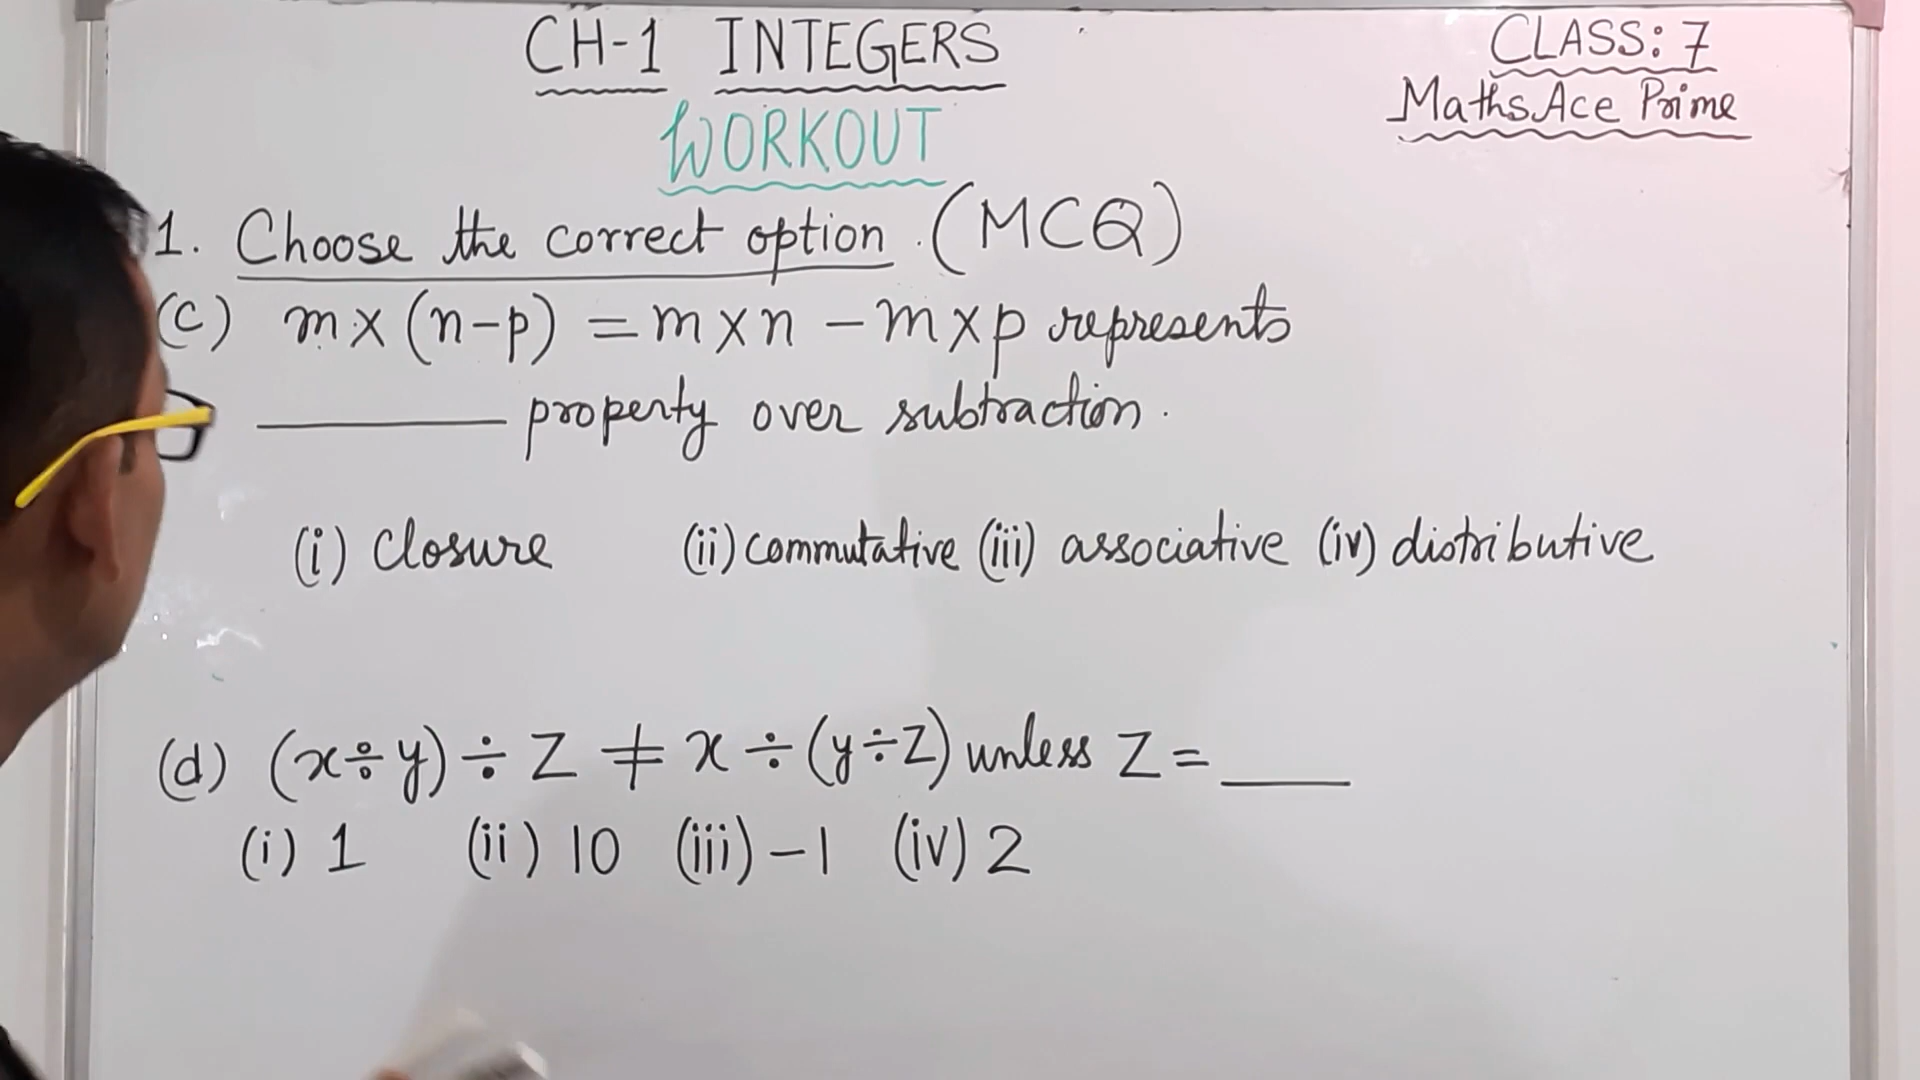 CH-1 INTEGERS
CLASS: 7
Maths Ace Prime
WORKOUT
1. Choose the correct option. (MCQ)
(c) m × (n-p) = m × n - m × p represents
______ property over subtraction.
(i) closure (ii) commutative (iii) associative (iv) distributive
(d) (x÷y) ÷ z ≠ x ÷ (y÷z) unless z = ____
(i) 1 (ii) 10 (iii) -1 (iv) 2